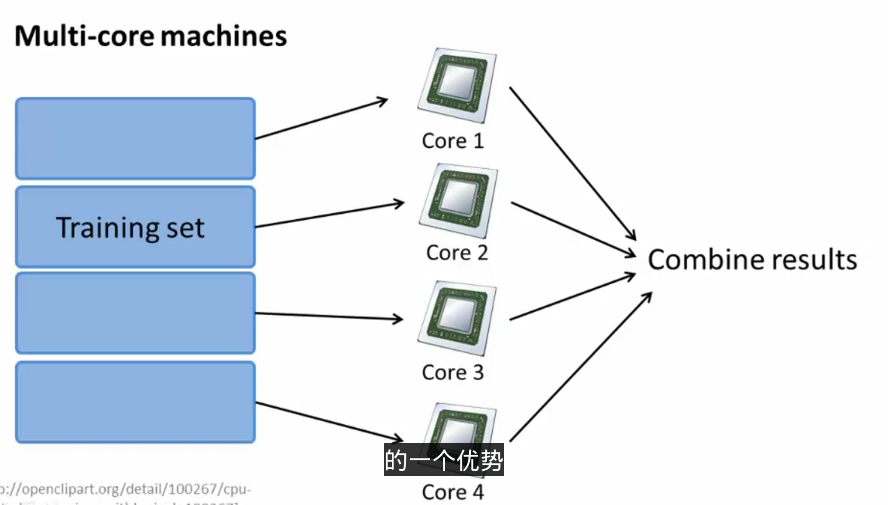 Multi-core machines
Core 1
Training set
Core 2
Combine results
Core 3
的一个优势
Core 4
p://openclipart.org/detail/100267/cpu-